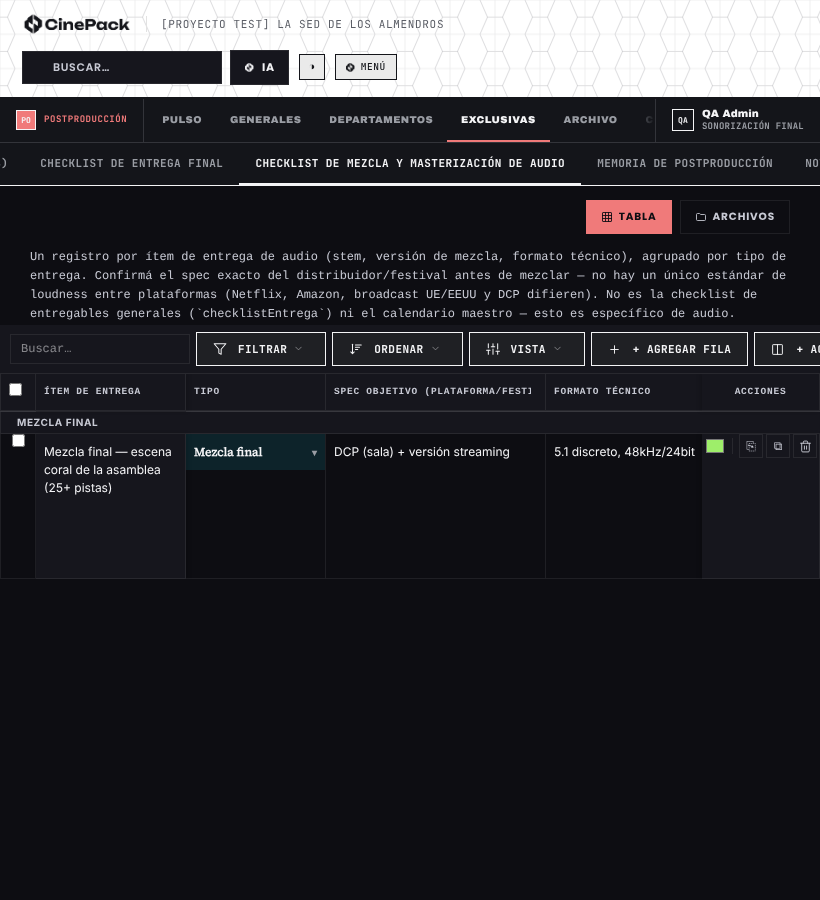 CinePack
[PROYECTO TEST] LA SED DE LOS ALMENDROS
BUSCAR…
IA
MENÚ
PO
POSTPRODUCCIÓN
PULSO
GENERALES
DEPARTAMENTOS
EXCLUSIVAS
ARCHIVO
QA
QA Admin
SONORIZACIÓN FINAL
)
CHECKLIST DE ENTREGA FINAL
CHECKLIST DE MEZCLA Y MASTERIZACIÓN DE AUDIO
MEMORIA DE POSTPRODUCCIÓN
NO
TABLA
ARCHIVOS
Un registro por ítem de entrega de audio (stem, versión de mezcla, formato técnico), agrupado por tipo de
entrega. Confirmá el spec exacto del distribuidor/festival antes de mezclar — no hay un único estándar de
loudness entre plataformas (Netflix, Amazon, broadcast UE/EEUU y DCP difieren). No es la checklist de
entregables generales (`checklistEntrega`) ni el calendario maestro — esto es específico de audio.
Buscar…
FILTRAR
ORDENAR
VISTA
+ AGREGAR FILA
+ AG
ÍTEM DE ENTREGA
TIPO
SPEC OBJETIVO (PLATAFORMA/FEST
FORMATO TÉCNICO
ACCIONES
MEZCLA FINAL
Mezcla final — escena
coral de la asamblea
(25+ pistas)
Mezcla final
DCP (sala) + versión streaming
5.1 discreto, 48kHz/24bit